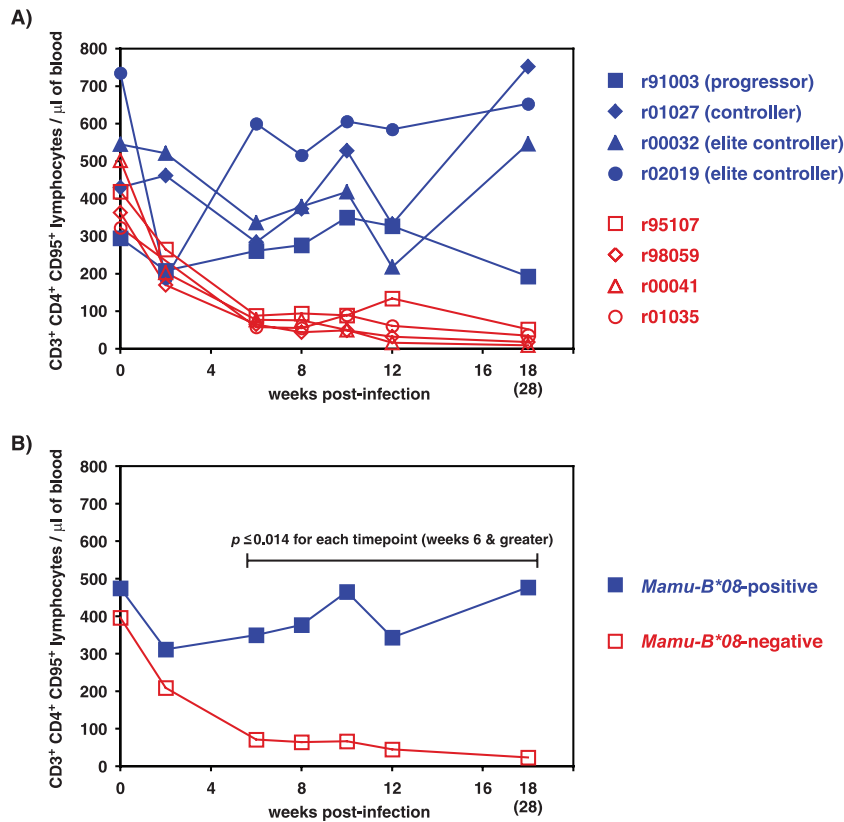 A)
CD3+ CD4+ CD95+ lymphocytes / µl of blood
800
700
600
500
400
300
200
100
0
0 4 8 12 16 18
(28)
weeks post-infection
r91003 (progressor)
r01027 (controller)
r00032 (elite controller)
r02019 (elite controller)
r95107
r98059
r00041
r01035
B)
CD3+ CD4+ CD95+ lymphocytes / µl of blood
800
700
600
500
400
300
200
100
0
0 4 8 12 16 18
(28)
weeks post-infection
p ≤0.014 for each timepoint (weeks 6 & greater)
Mamu-B*08-positive
Mamu-B*08-negative